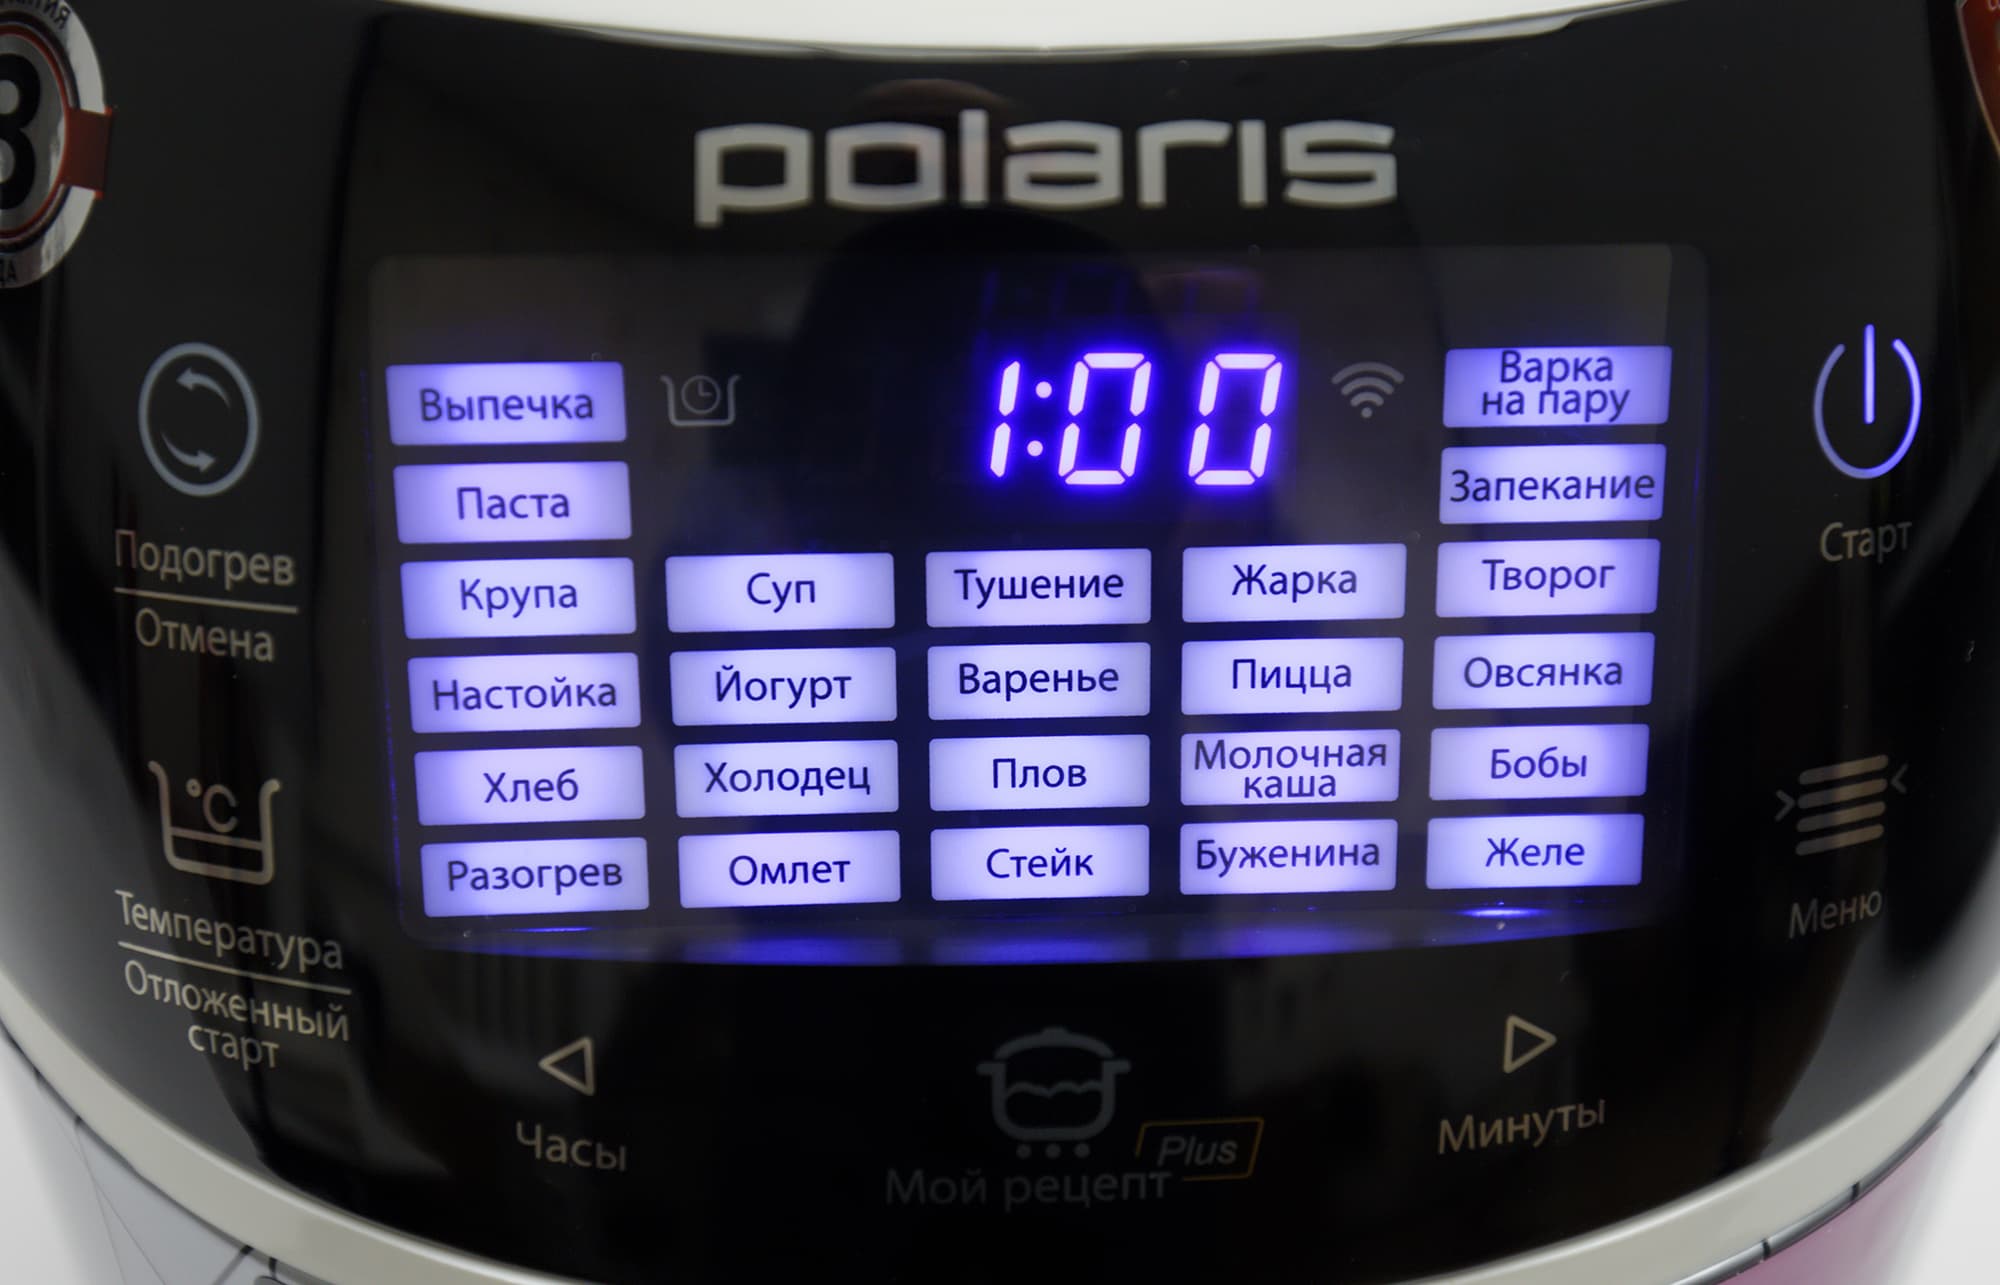 polaris
1:00
Выпечка
Варка
на пару
Паста
Запекание
Крупа
Суп
Тушение
Жарка
Творог
Настойка
Йогурт
Варенье
Пицца
Овсянка
Хлеб
Холодец
Плов
Молочная
каша
Бобы
Разогрев
Омлет
Стейк
Буженина
Желе
Подогрев
Отмена
°C
Температура
Отложенный
старт
Старт
Меню
Часы
Мой рецепт
Plus
Минуты